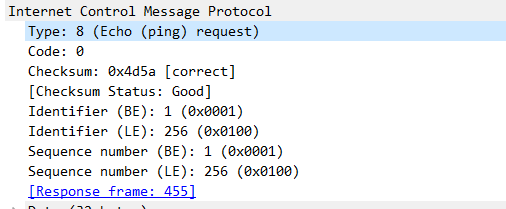 Internet Control Message Protocol
Type: 8 (Echo (ping) request)
Code: 0
Checksum: 0x4d5a [correct]
[Checksum Status: Good]
Identifier (BE): 1 (0x0001)
Identifier (LE): 256 (0x0100)
Sequence number (BE): 1 (0x0001)
Sequence number (LE): 256 (0x0100)
[Response frame: 455]